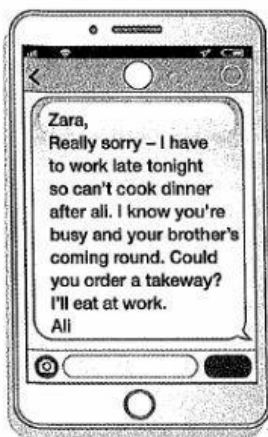 Zara,
Really sorry – I have
to work late tonight
so can't cook dinner
after ali. I know you're
busy and your brother's
coming round. Could
you order a takeway?
I'll eat at work.
Ali